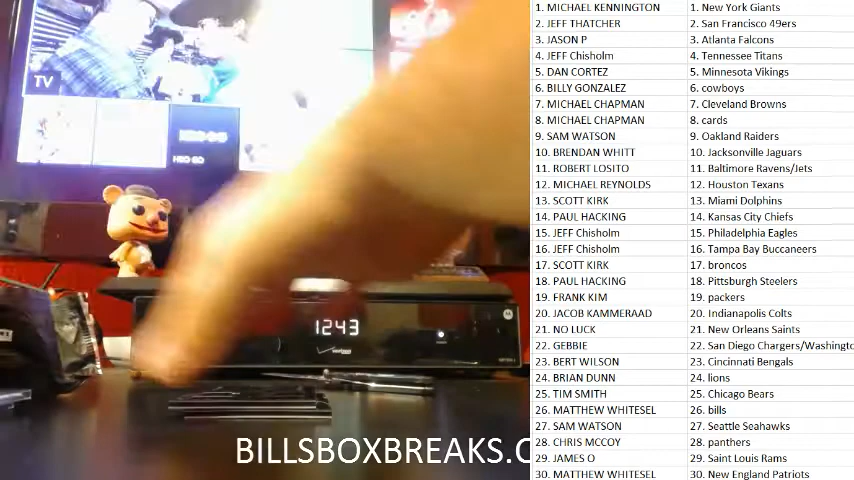 TV
HBO GO
HBO GO
1243
verizon
BILLSBOXBREAKS.C
1. MICHAEL KENNINGTON 1. New York Giants
2. JEFF THATCHER 2. San Francisco 49ers
3. JASON P 3. Atlanta Falcons
4. JEFF Chisholm 4. Tennessee Titans
5. DAN CORTEZ 5. Minnesota Vikings
6. BILLY GONZALEZ 6. cowboys
7. MICHAEL CHAPMAN 7. Cleveland Browns
8. MICHAEL CHAPMAN 8. cards
9. SAM WATSON 9. Oakland Raiders
10. BRENDAN WHITT 10. Jacksonville Jaguars
11. ROBERT LOSITO 11. Baltimore Ravens/Jets
12. MICHAEL REYNOLDS 12. Houston Texans
13. SCOTT KIRK 13. Miami Dolphins
14. PAUL HACKING 14. Kansas City Chiefs
15. JEFF Chisholm 15. Philadelphia Eagles
16. JEFF Chisholm 16. Tampa Bay Buccaneers
17. SCOTT KIRK 17. broncos
18. PAUL HACKING 18. Pittsburgh Steelers
19. FRANK KIM 19. packers
20. JACOB KAMMERAAD 20. Indianapolis Colts
21. NO LUCK 21. New Orleans Saints
22. GEBBIE 22. San Diego Chargers/Washingto
23. BERT WILSON 23. Cincinnati Bengals
24. BRIAN DUNN 24. lions
25. TIM SMITH 25. Chicago Bears
26. MATTHEW WHITESEL 26. bills
27. SAM WATSON 27. Seattle Seahawks
28. CHRIS MCCOY 28. panthers
29. JAMES O 29. Saint Louis Rams
30. MATTHEW WHITESEL 30. New England Patriots